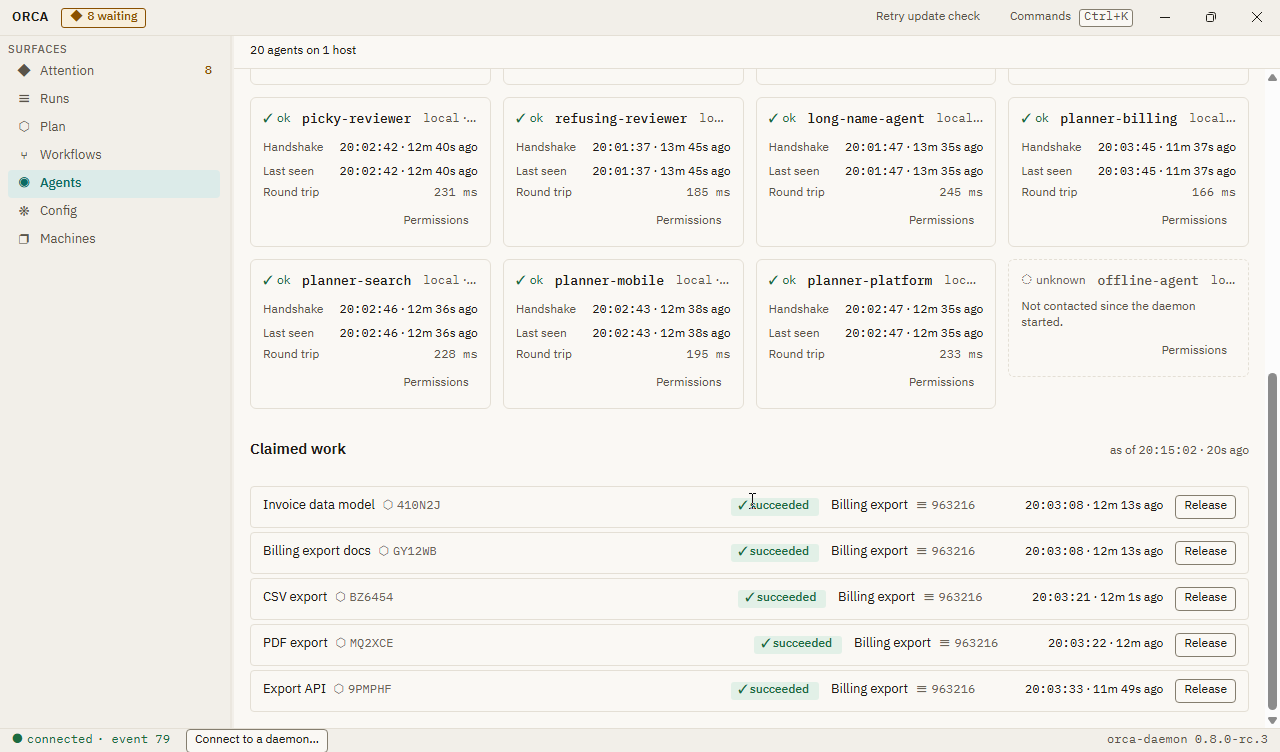 ORCA
8 waiting
Retry update check
Commands Ctrl+K
SURFACES
Attention 8
Runs
Plan
Workflows
Agents
Config
Machines
20 agents on 1 host
✓ ok picky-reviewer local ·…
Handshake 20:02:42 · 12m 40s ago
Last seen 20:02:42 · 12m 40s ago
Round trip 231 ms
Permissions
✓ ok refusing-reviewer lo…
Handshake 20:01:37 · 13m 45s ago
Last seen 20:01:37 · 13m 45s ago
Round trip 185 ms
Permissions
✓ ok long-name-agent local…
Handshake 20:01:47 · 13m 35s ago
Last seen 20:01:47 · 13m 35s ago
Round trip 245 ms
Permissions
✓ ok planner-billing local…
Handshake 20:03:45 · 11m 37s ago
Last seen 20:03:45 · 11m 37s ago
Round trip 166 ms
Permissions
✓ ok planner-search local ·…
Handshake 20:02:46 · 12m 36s ago
Last seen 20:02:46 · 12m 36s ago
Round trip 228 ms
Permissions
✓ ok planner-mobile local ·…
Handshake 20:02:43 · 12m 38s ago
Last seen 20:02:43 · 12m 38s ago
Round trip 195 ms
Permissions
✓ ok planner-platform loc…
Handshake 20:02:47 · 12m 35s ago
Last seen 20:02:47 · 12m 35s ago
Round trip 233 ms
Permissions
unknown offline-agent lo…
Not contacted since the daemon
started.
Permissions
Claimed work
as of 20:15:02 · 20s ago
Invoice data model 410N2J ✓ succeeded Billing export 963216 20:03:08 · 12m 13s ago Release
Billing export docs GY12WB ✓ succeeded Billing export 963216 20:03:08 · 12m 13s ago Release
CSV export BZ6454 ✓ succeeded Billing export 963216 20:03:21 · 12m 1s ago Release
PDF export MQ2XCE ✓ succeeded Billing export 963216 20:03:22 · 12m ago Release
Export API 9PMPHF ✓ succeeded Billing export 963216 20:03:33 · 11m 49s ago Release
connected · event 79
Connect to a daemon…
orca-daemon 0.8.0-rc.3